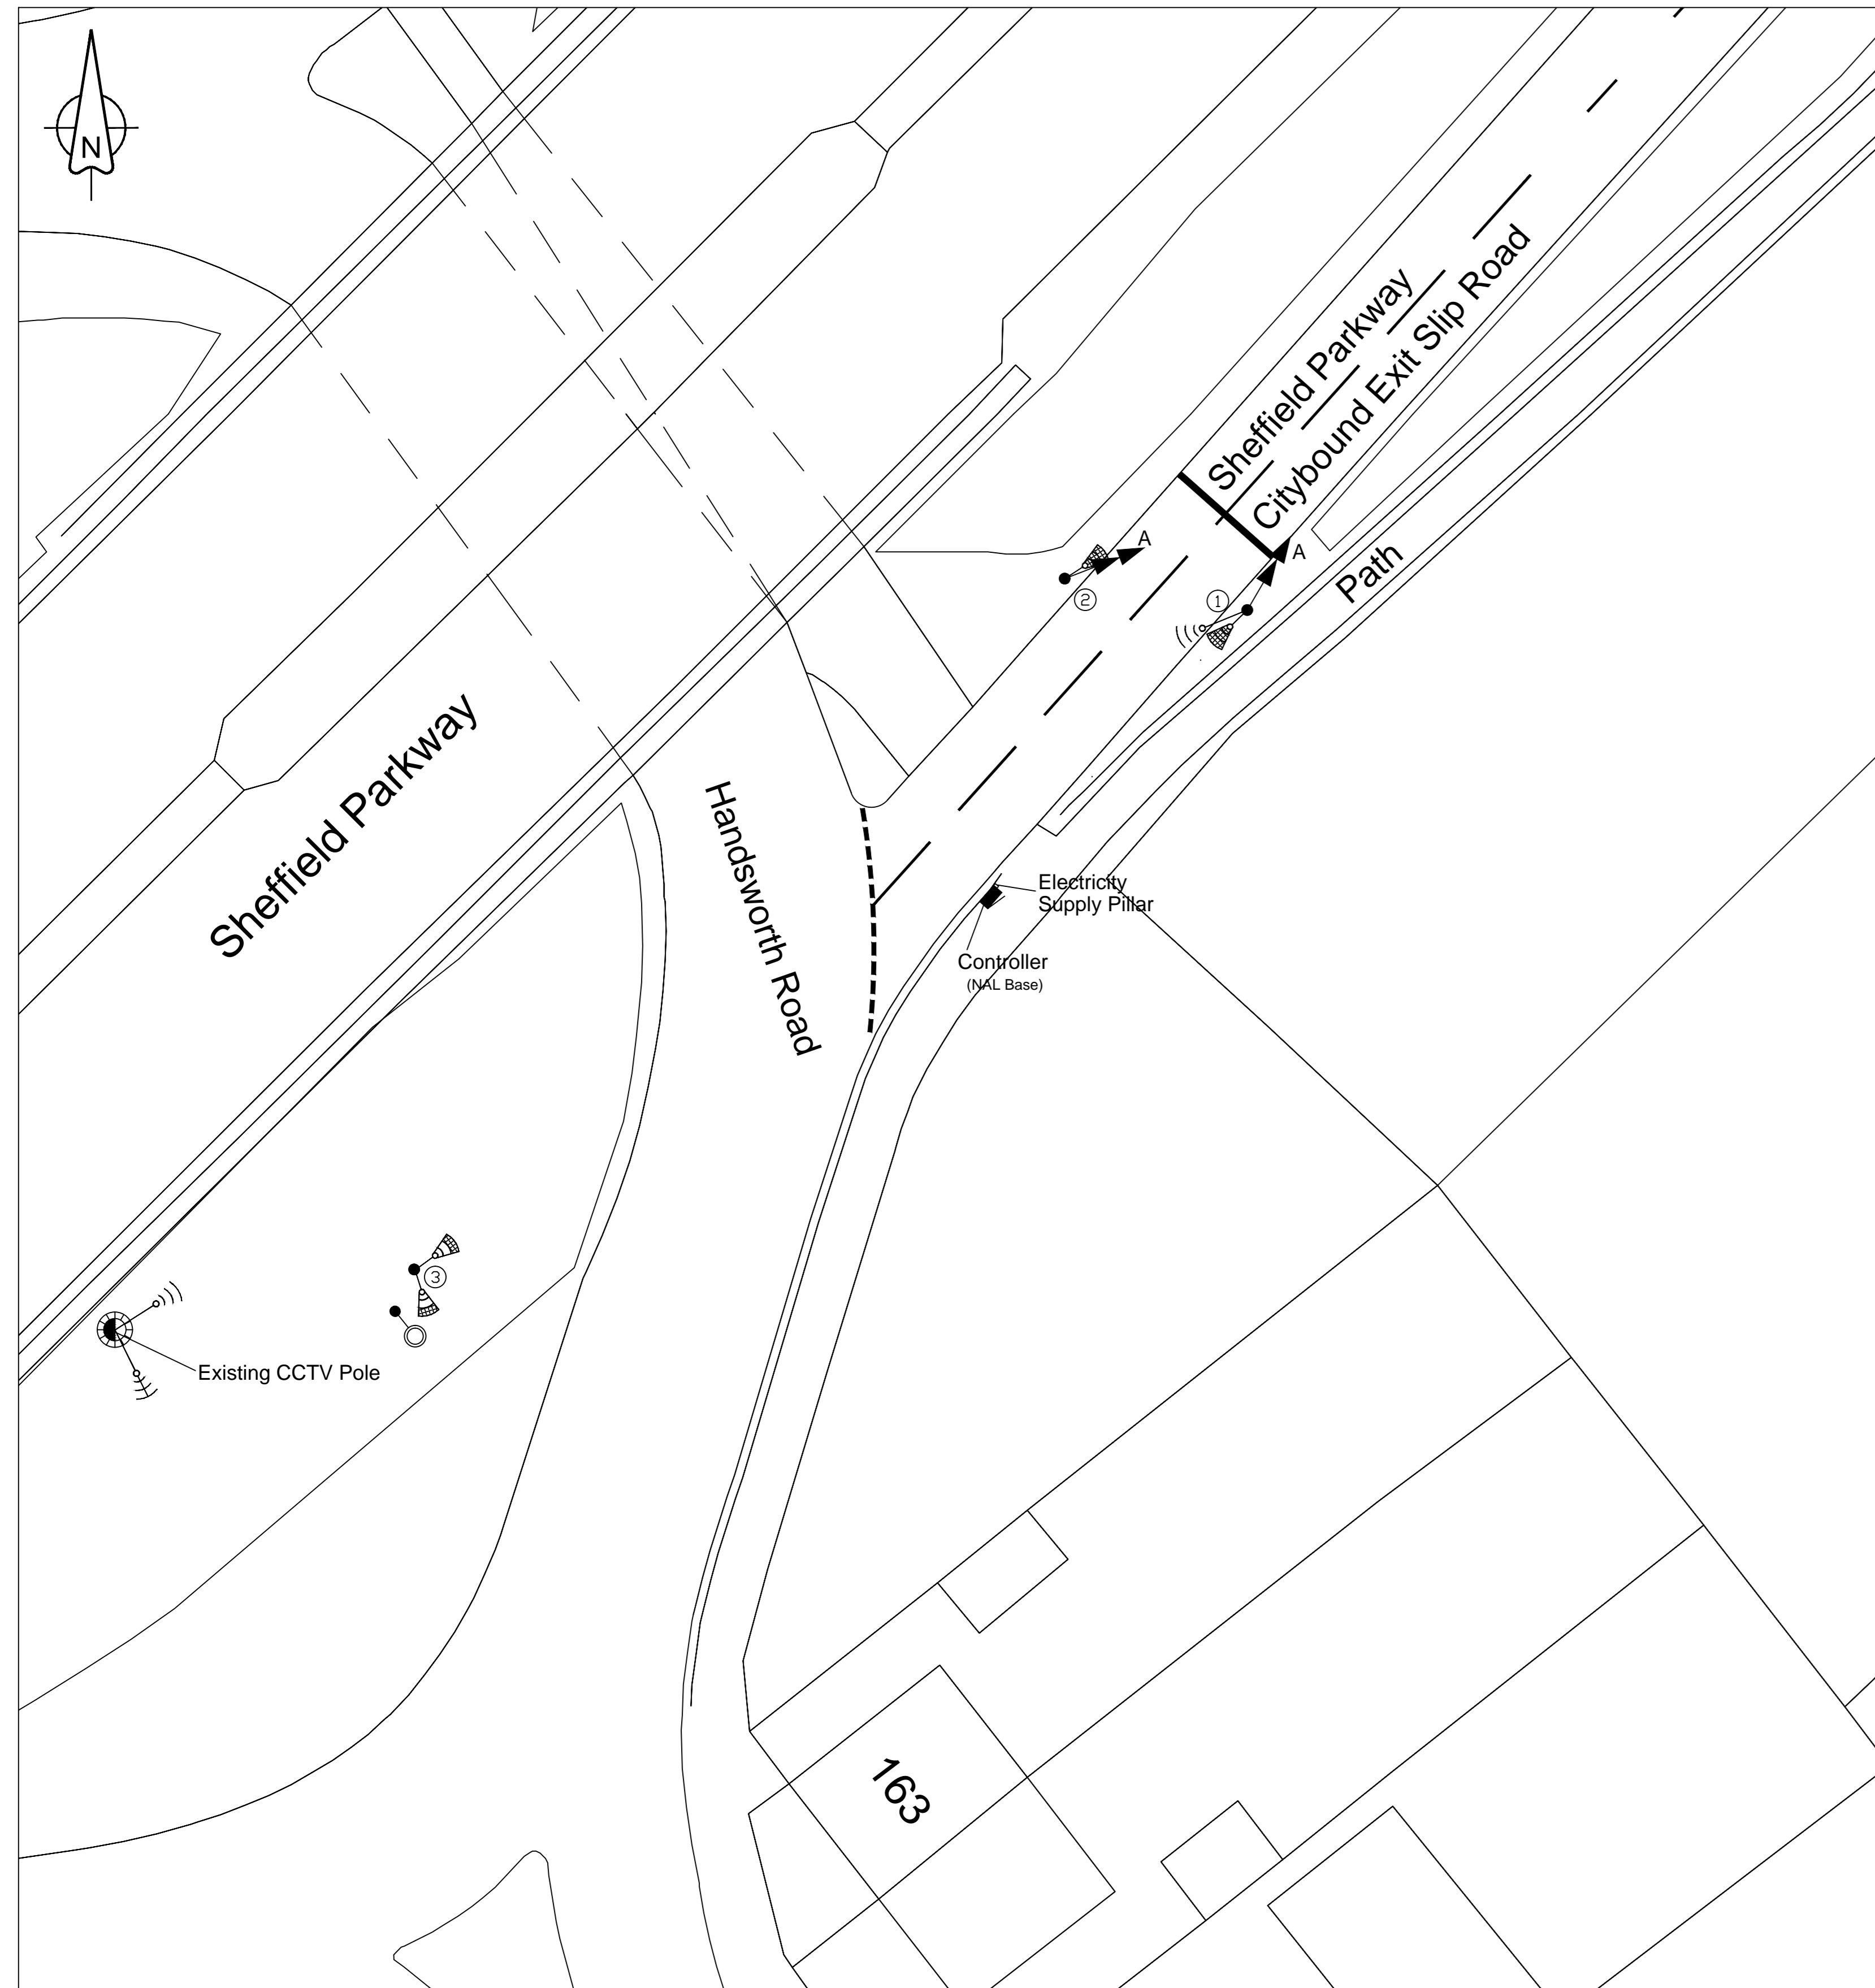 N
Sheffield Parkway
Citybound Exit Slip Road
A
A
2
1
Path
Sheffield Parkway
Handsworth Road
Electricity
Supply Pillar
Controller
(NAL Base)
3
Existing CCTV Pole
163